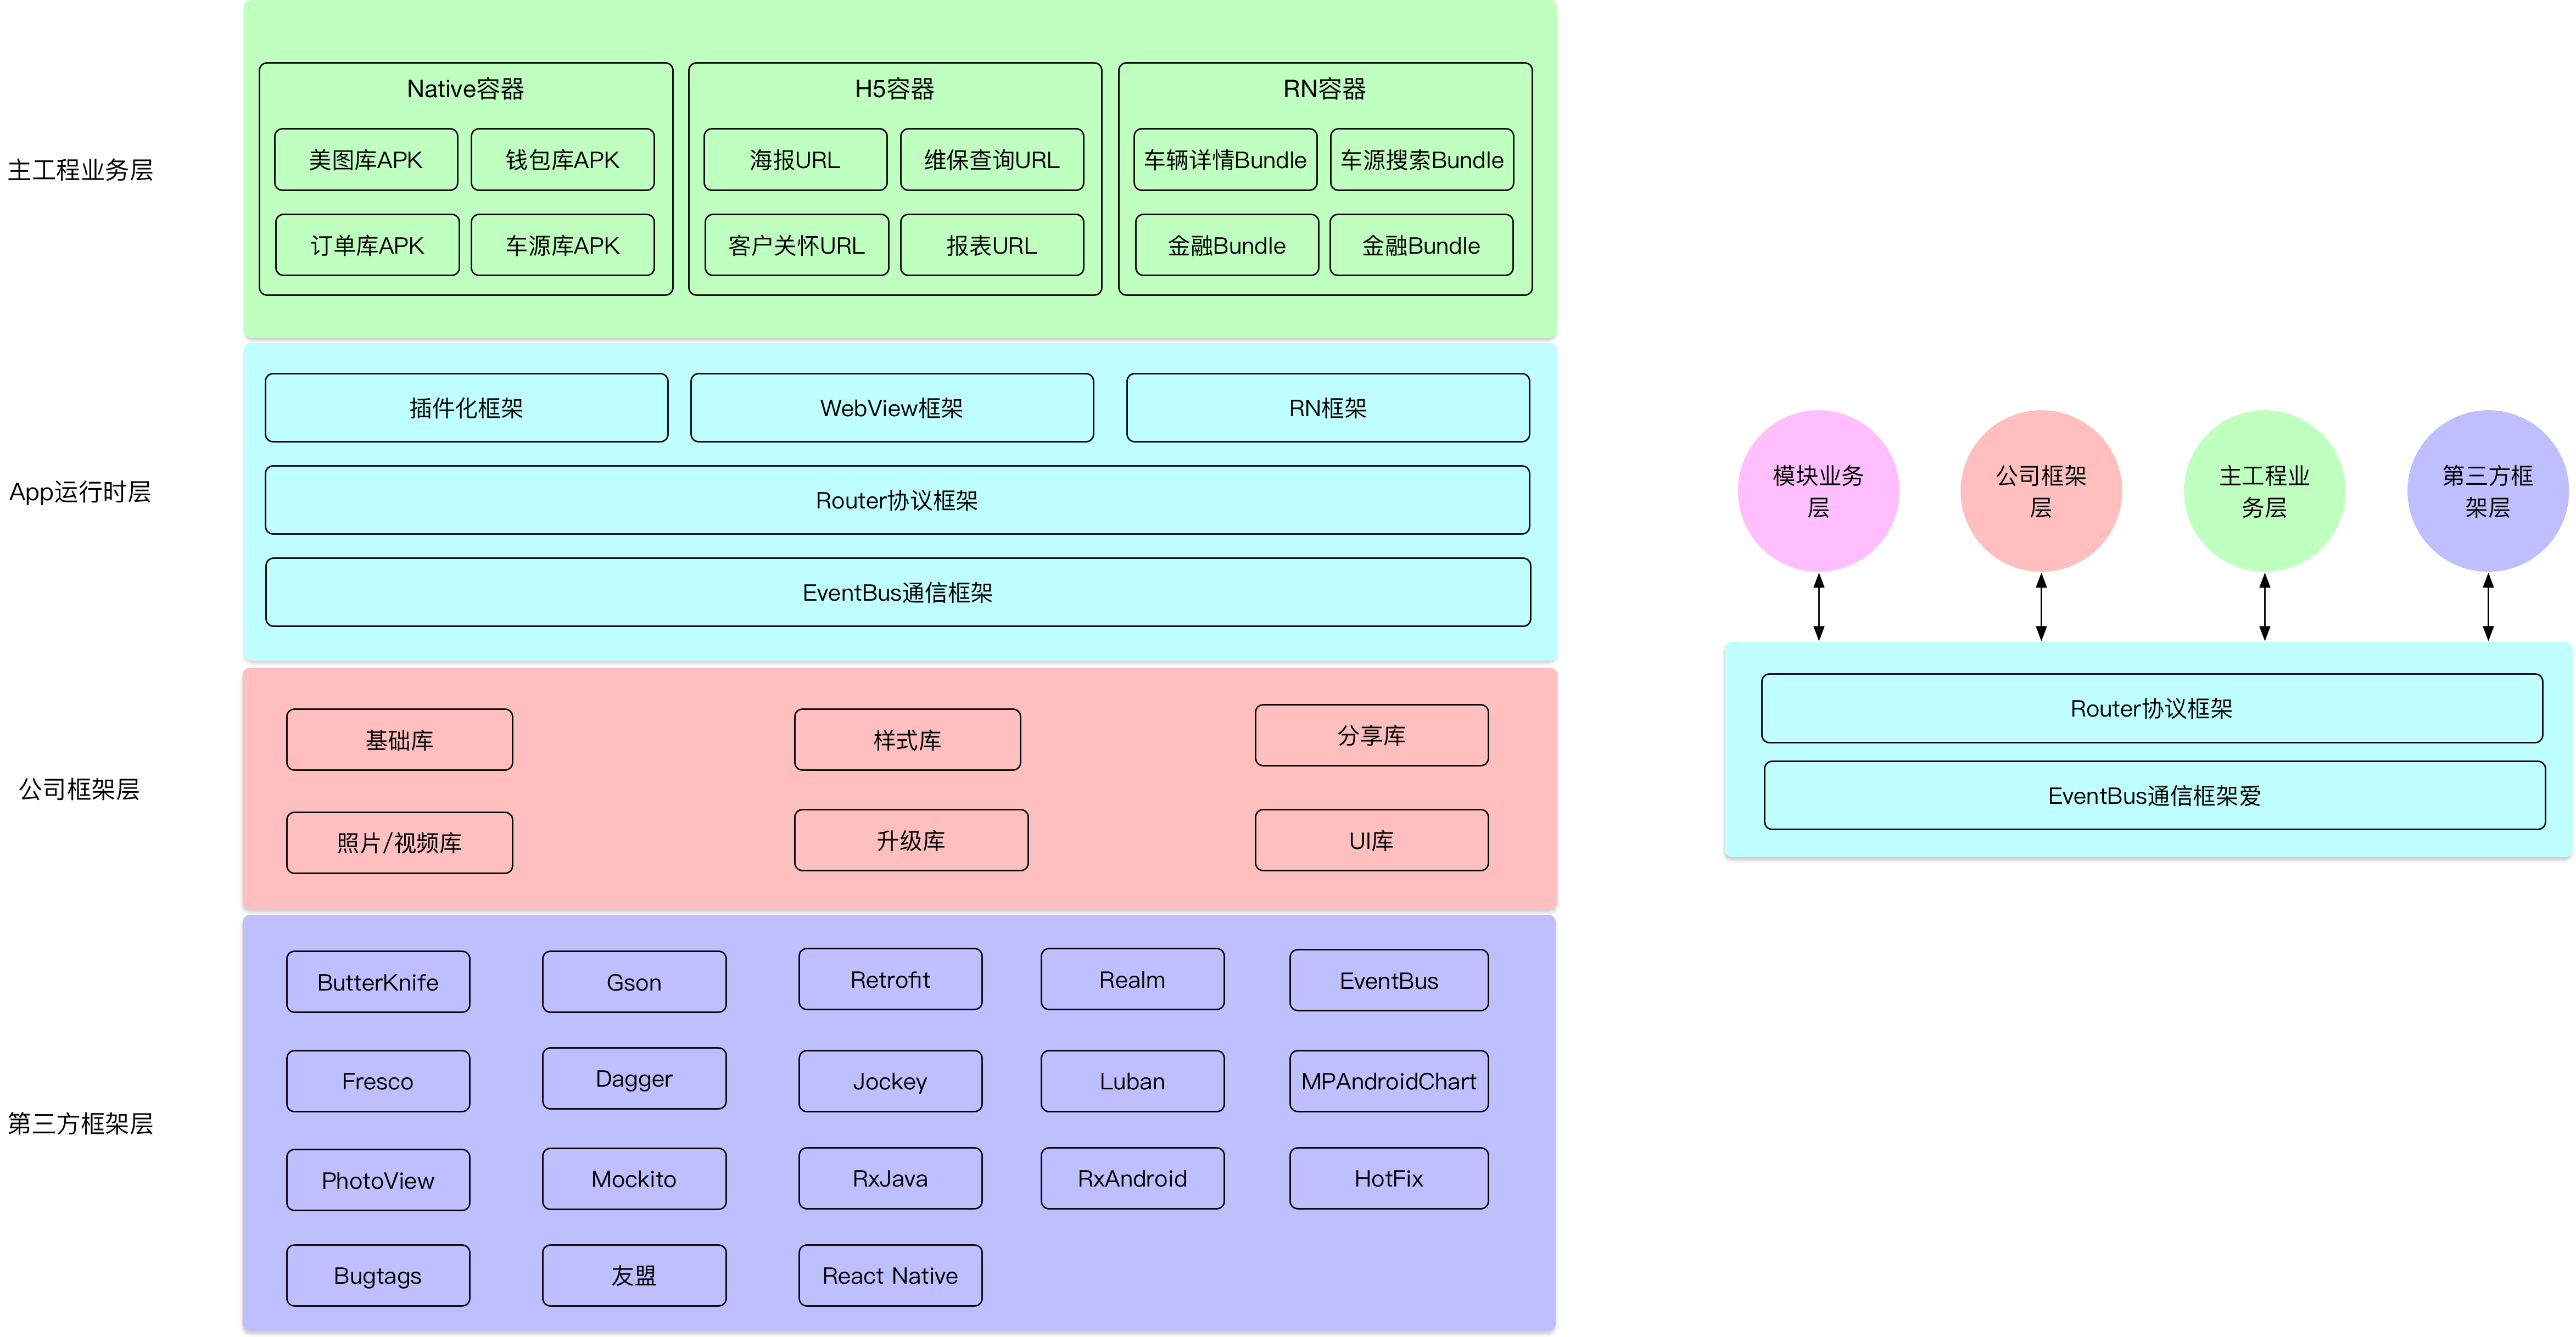 主工程业务层
Native容器
美图库APK
钱包库APK
订单库APK
车源库APK
H5容器
海报URL
维保查询URL
客户关怀URL
报表URL
RN容器
车辆详情Bundle
车源搜索Bundle
金融Bundle
金融Bundle
App运行时层
插件化框架
WebView框架
RN框架
Router协议框架
EventBus通信框架
公司框架层
基础库
样式库
分享库
照片/视频库
升级库
UI库
第三方框架层
ButterKnife
Gson
Retrofit
Realm
EventBus
Fresco
Dagger
Jockey
Luban
MPAndroidChart
PhotoView
Mockito
RxJava
RxAndroid
HotFix
Bugtags
友盟
React Native
模块业务
层
公司框架
层
主工程业
务层
第三方框
架层
Router协议框架
EventBus通信框架爱